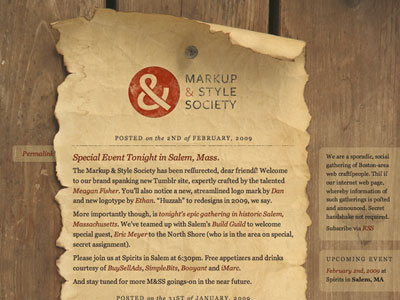 &
MARKUP
& STYLE
SOCIETY
POSTED on the 2ND of FEBRUARY, 2009
Permalink
Special Event Tonight in Salem, Mass.
The Markup & Style Society has been reſurrected, dear friend! Welcome
to our brand spanking new Tumblr site, expertly crafted by the talented
Meagan Fisher. You'll also notice a new, streamlined logo mark by Dan
and new logotype by Ethan. “Huzzah” to redesigns in 2009, we say.
More importantly though, is tonight's epic gathering in historic Salem,
Massachusetts. We've teamed up with Salem's Build Guild to welcome
special guest, Eric Meyer to the North Shore (who is in the area on special,
secret assignment).
Please join us at Spirits in Salem at 6:30pm. Free appetizers and drinks
courtesy of BuySellAds, SimpleBits, Booyant and iMarc.
And stay tuned for more M&SS goings-on in the near future.
POSTED on the 31ST of JANUARY, 2009
We are a sporadic, social
gathering of Boston-area
web craftſpeople. This iſ
our internet web page,
whereby information of
such gatherings is poſted
and announced. Secret
handshake not required.
Subscribe via RSS
UPCOMING EVENT
February 2nd, 2009 at
Spirits in Salem, MA